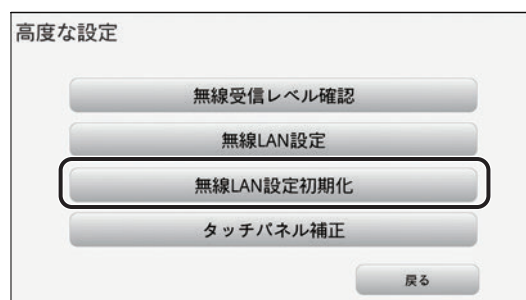 高度な設定
無線受信レベル確認
無線LAN設定
無線LAN設定初期化
タッチパネル補正
戻る